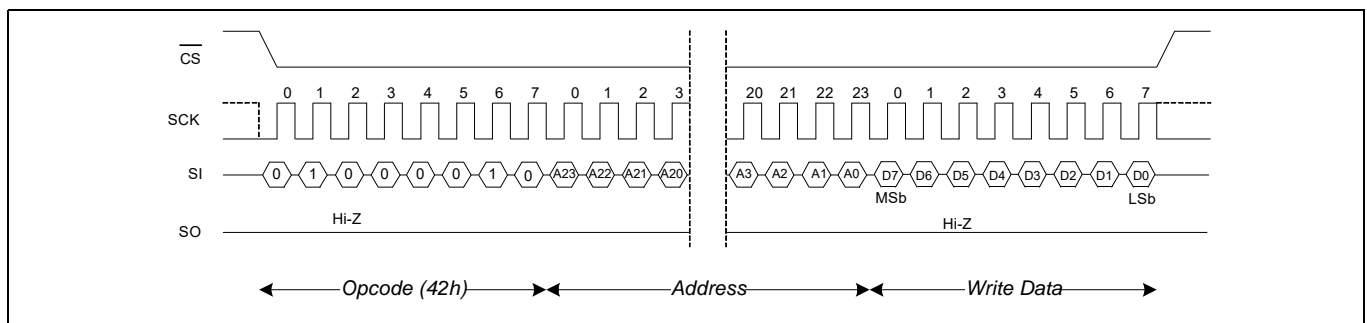 CS
0 1 2 3 4 5 6 7 0 1 2 3 20 21 22 23 0 1 2 3 4 5 6 7
SCK
SI 0 1 0 0 0 0 1 0 A23 A22 A21 A20 A3 A2 A1 A0 D7 D6 D5 D4 D3 D2 D1 D0
MSb LSb
Hi-Z Hi-Z
SO
Opcode (42h) Address Write Data